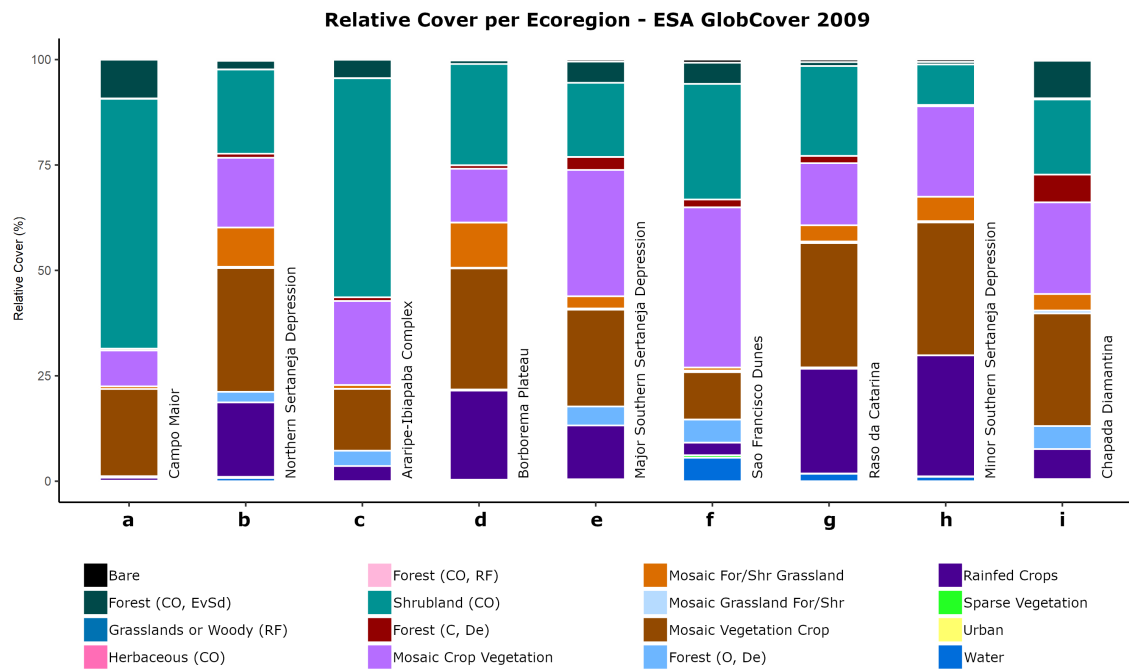 Relative Cover per Ecoregion - ESA GlobCover 2009
Relative Cover (%)
100
75
50
25
0
Campo Maior
Northern Sertaneja Depression
Araripe-Ibiapaba Complex
Borborema Plateau
Major Southern Sertaneja Depression
Sao Francisco Dunes
Raso da Catarina
Minor Southern Sertaneja Depression
Chapada Diamantina
a b c d e f g h i
Bare
Forest (CO, EvSd)
Grasslands or Woody (RF)
Herbaceous (CO)
Forest (CO, RF)
Shrubland (CO)
Forest (C, De)
Mosaic Crop Vegetation
Mosaic For/Shr Grassland
Mosaic Grassland For/Shr
Mosaic Vegetation Crop
Forest (O, De)
Rainfed Crops
Sparse Vegetation
Urban
Water